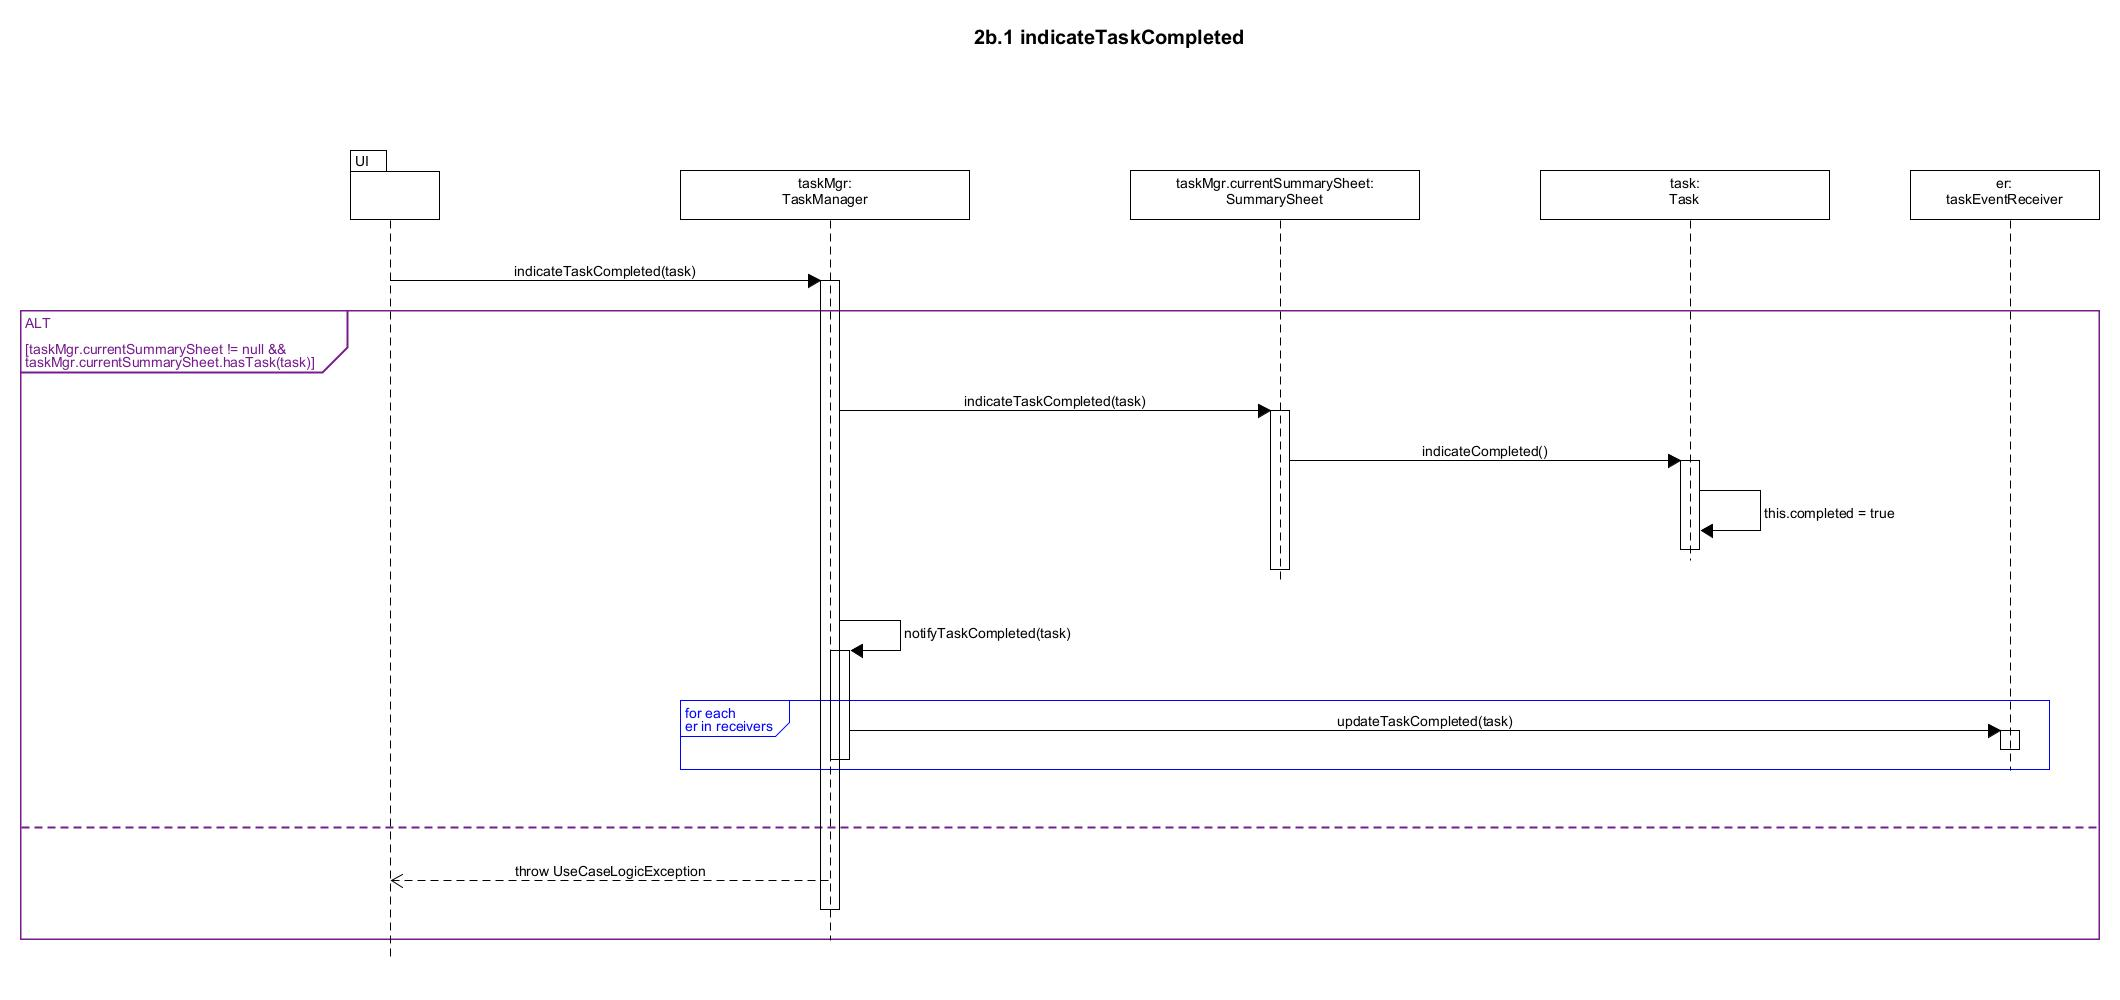 2b.1 indicateTaskCompleted
UI
taskMgr:
TaskManager
taskMgr.currentSummarySheet:
SummarySheet
task:
Task
er:
taskEventReceiver
indicateTaskCompleted(task)
ALT
[taskMgr.currentSummarySheet != null &&
taskMgr.currentSummarySheet.hasTask(task)]
indicateTaskCompleted(task)
indicateCompleted()
this.completed = true
notifyTaskCompleted(task)
for each
er in receivers
updateTaskCompleted(task)
throw UseCaseLogicException